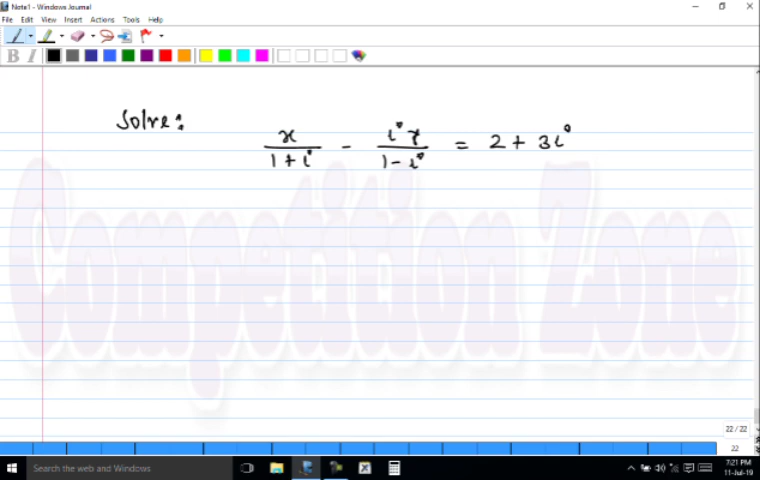 Note1 - Windows Journal
File Edit View Insert Actions Tools Help
B I
Solve:
x/(1+i) - ix/(1-i) = 2 + 3i
Competition Zone
22 / 22
22
Search the web and Windows
7:21 PM
11-Jul-19